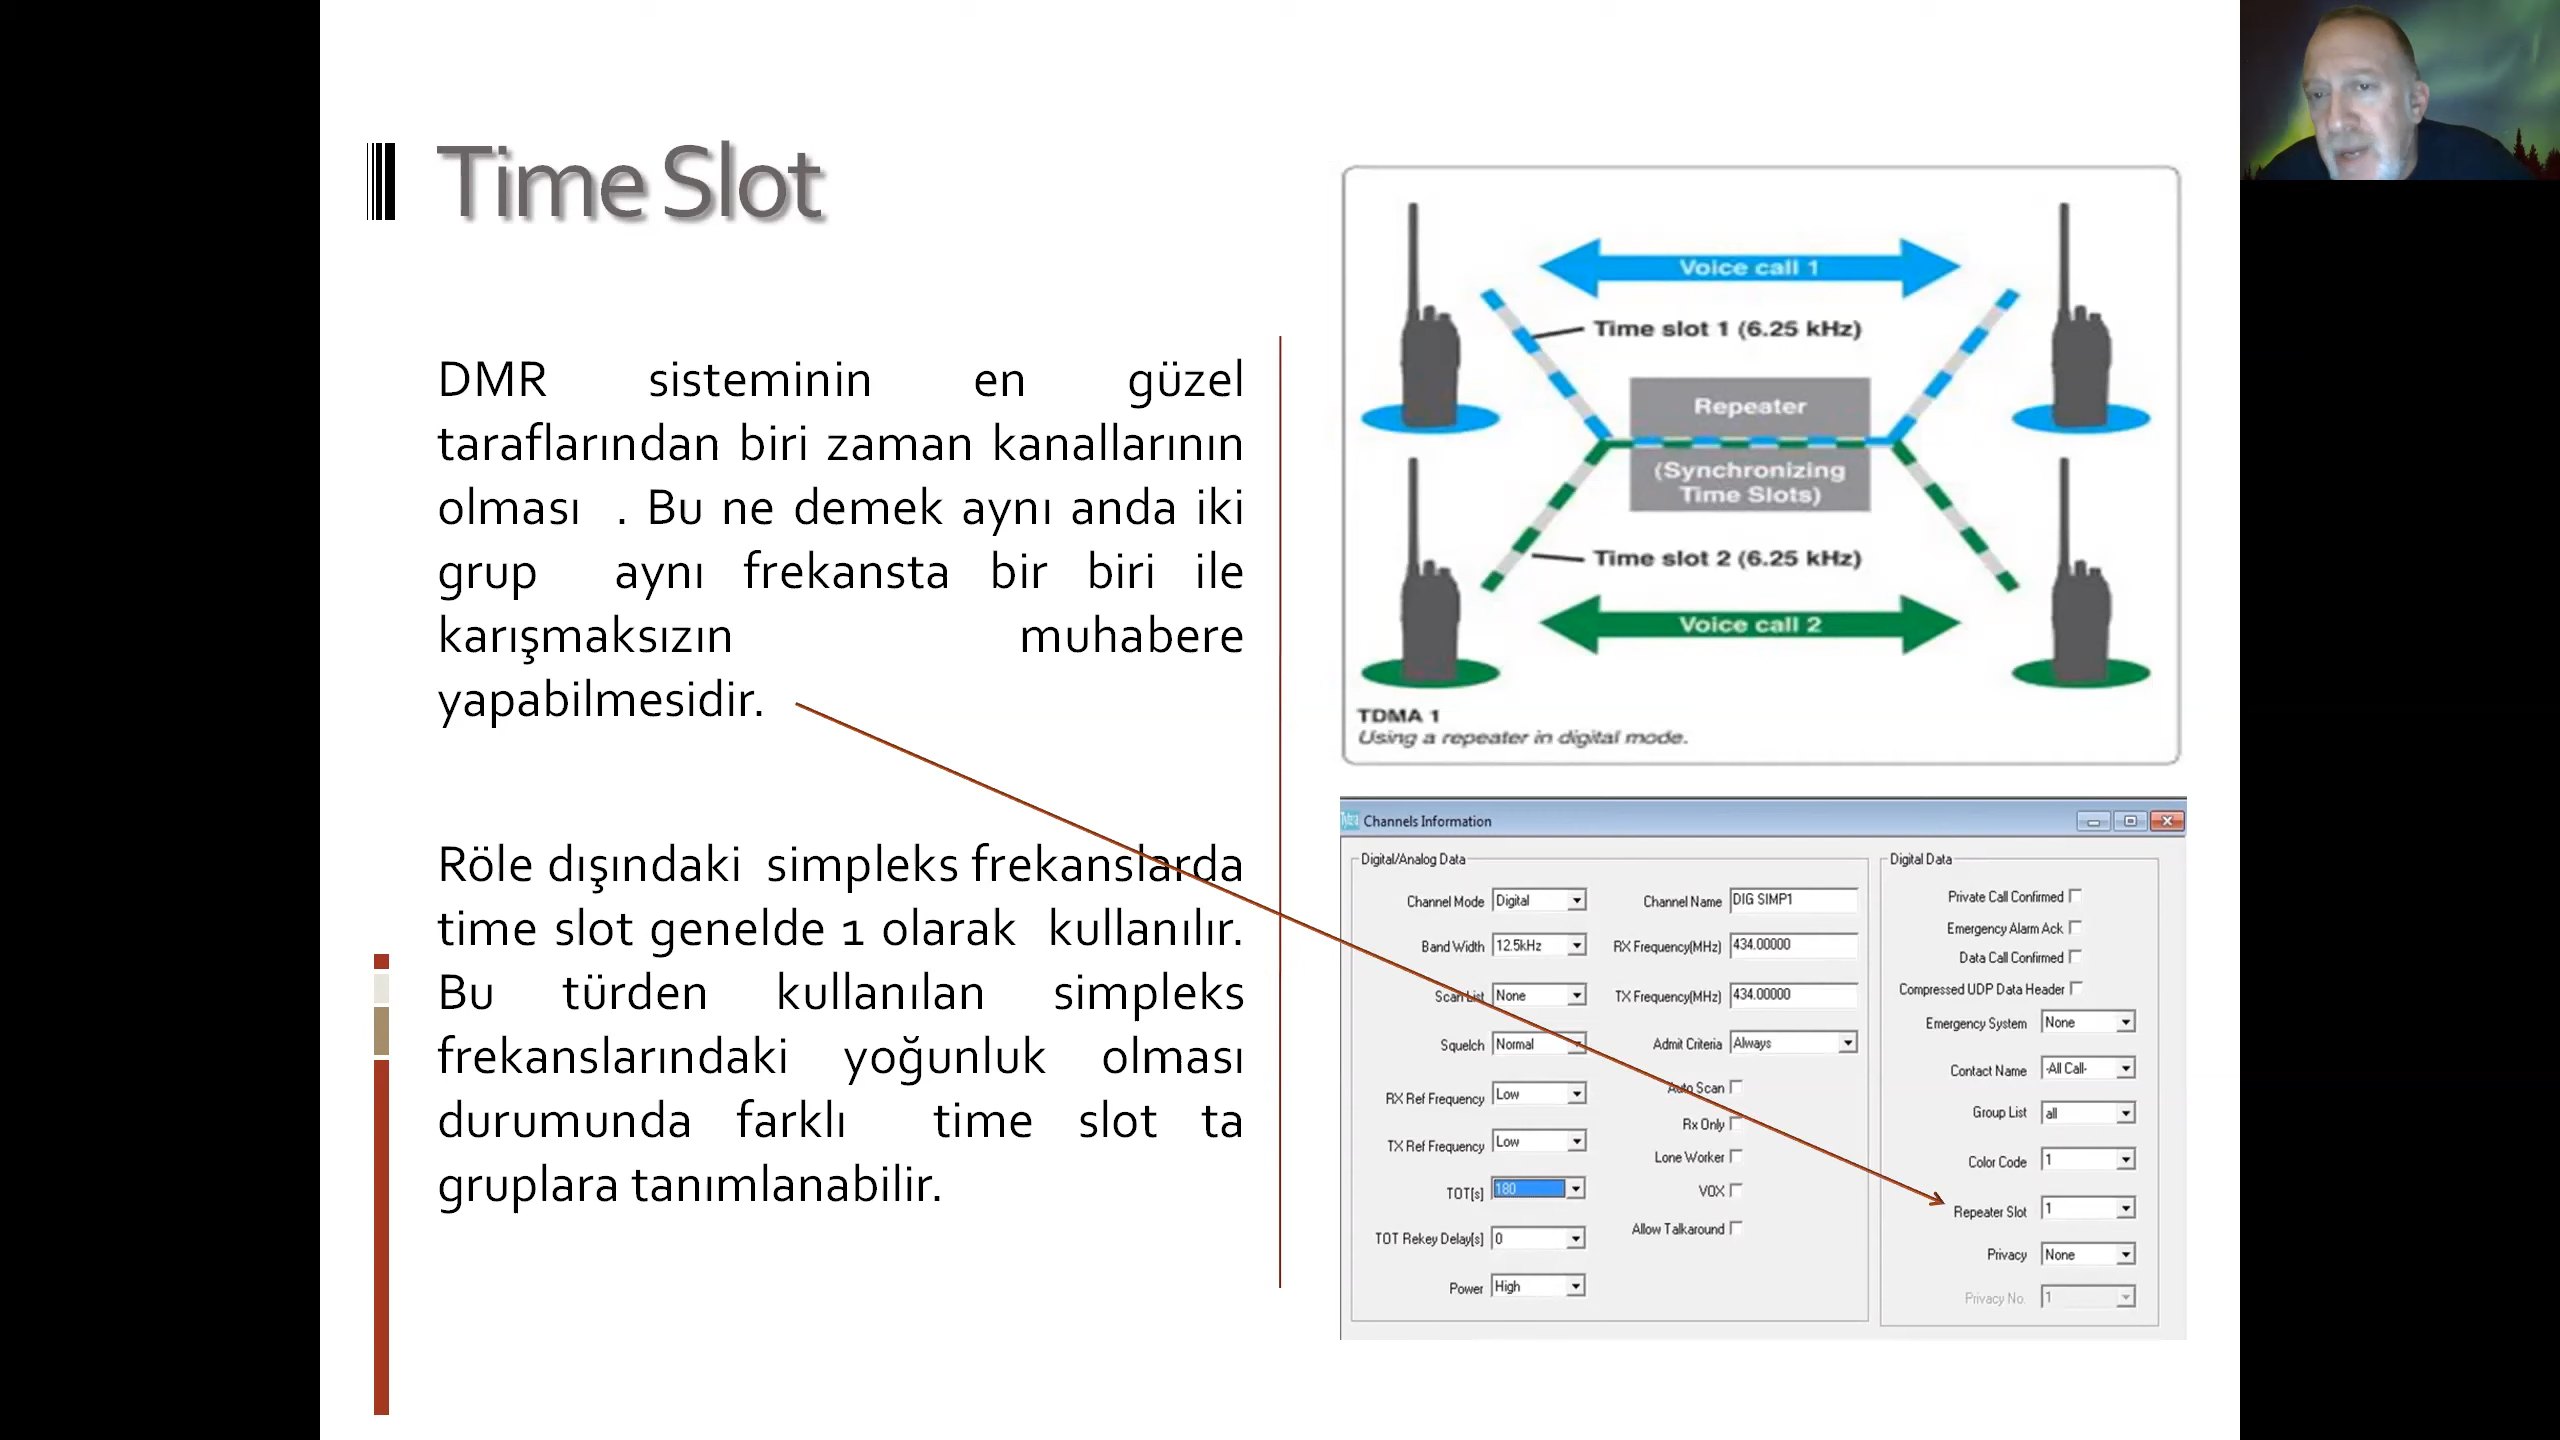 Time Slot
DMR sisteminin en güzel
taraflarından biri zaman kanallarının
olması . Bu ne demek aynı anda iki
grup aynı frekansta bir biri ile
karışmaksızın muhabere
yapabilmesidir.
Röle dışındaki simpleks frekanslarda
time slot genelde 1 olarak kullanılır.
Bu türden kullanılan simpleks
frekanslarındaki yoğunluk olması
durumunda farklı time slot ta
gruplara tanımlanabilir.
Voice call 1
Time slot 1 (6.25 kHz)
Repeater
(Synchronizing
Time Slots)
Time slot 2 (6.25 kHz)
Voice call 2
TDMA 1
Using a repeater in digital mode.
Channels Information
Digital/Analog Data
Channel Mode Digital
Band Width 12.5kHz
Scan List None
Squelch Normal
RX Ref Frequency Low
TX Ref Frequency Low
TOT[s] 180
TOT Rekey Delay[s] 0
Power High
Channel Name DIG SIMP1
RX Frequency(MHz) 434.00000
TX Frequency(MHz) 434.00000
Admit Criteria Always
Auto Scan
Rx Only
Lone Worker
VOX
Allow Talkaround
Digital Data
Private Call Confirmed
Emergency Alarm Ack
Data Call Confirmed
Compressed UDP Data Header
Emergency System None
Contact Name -All Call-
Group List all
Color Code 1
Repeater Slot 1
Privacy None
Privacy No. 1